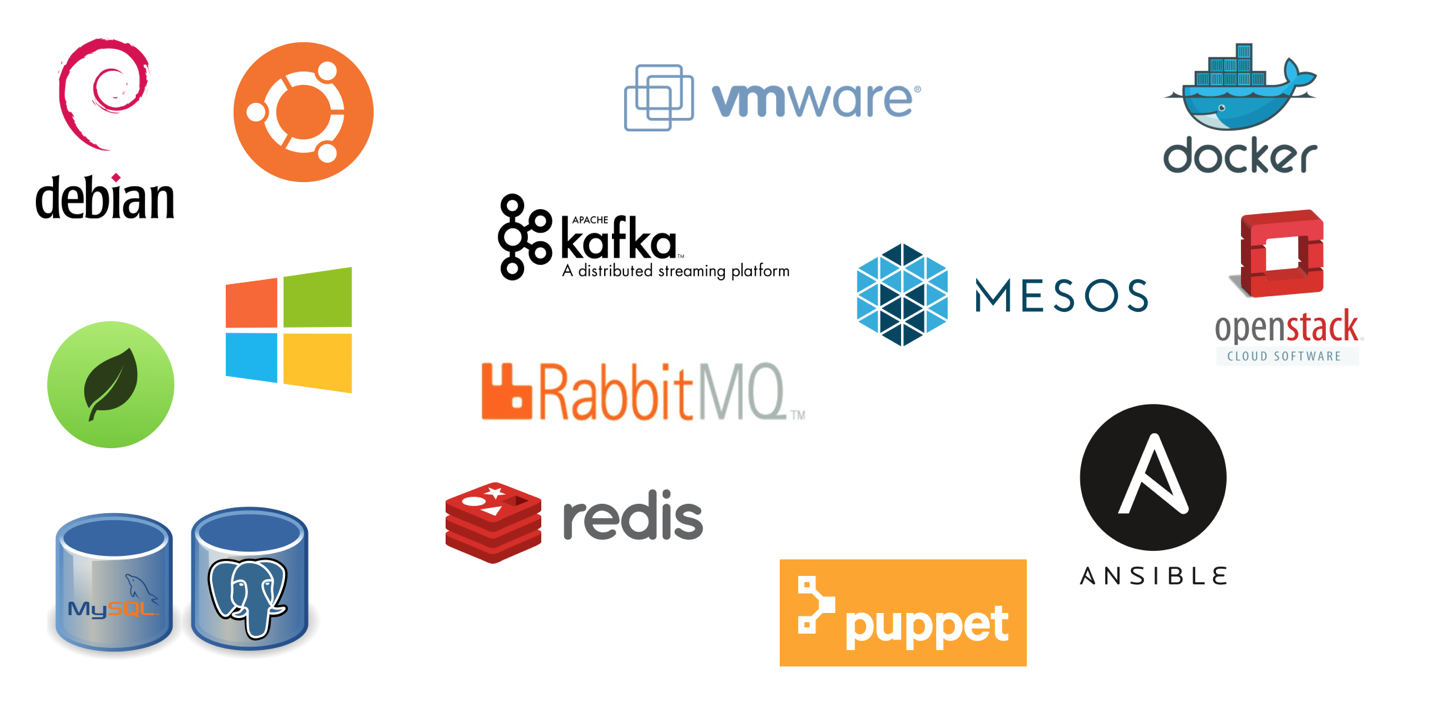 debian
vmware®
docker
APACHE
kafka™
A distributed streaming platform
MESOS
openstack
CLOUD SOFTWARE
RabbitMQ™
redis
ANSIBLE
MySQL
puppet